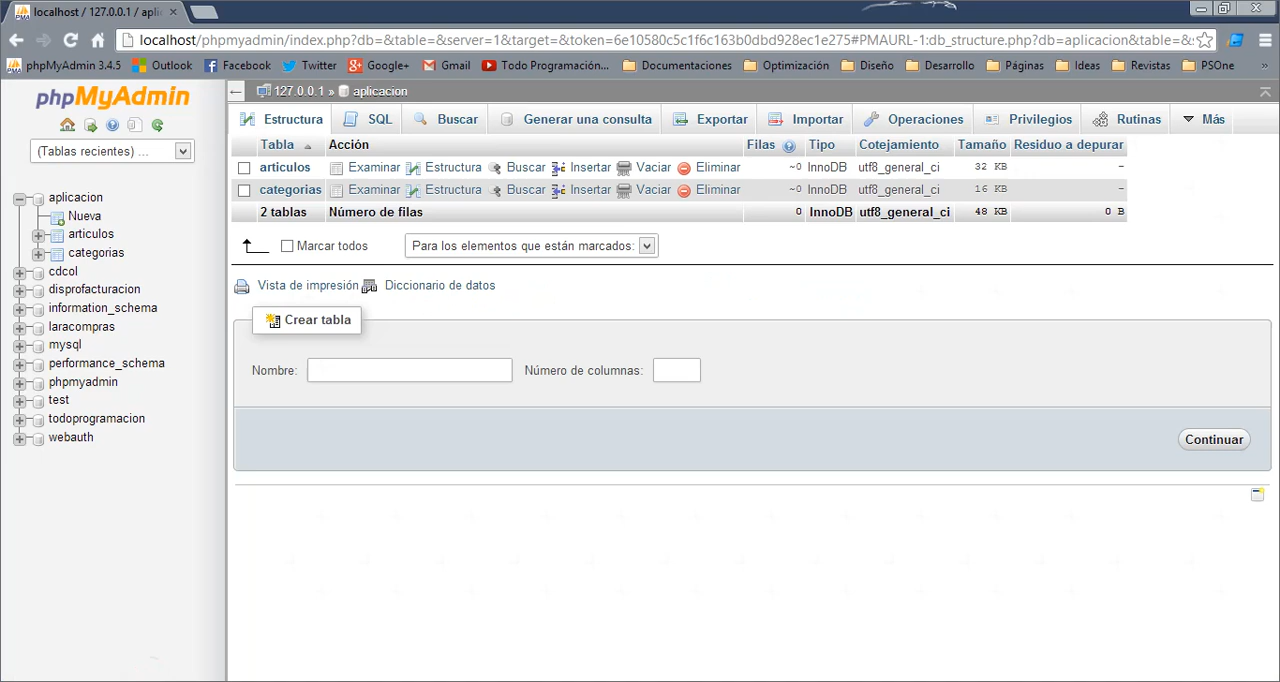 localhost / 127.0.0.1 / apli
localhost/phpmyadmin/index.php?db=&table=&server=1&target=&token=6e10580c5c1f6c163b0dbd928ec1e275#PMAURL-1:db_structure.php?db=aplicacion&table=&s
phpMyAdmin 3.4.5 Outlook Facebook Twitter Google+ Gmail Todo Programación... Documentaciones Optimización Diseño Desarrollo Páginas Ideas Revistas PSOne »
phpMyAdmin
(Tablas recientes) ...
aplicacion
Nueva
articulos
categorias
cdcol
disprofacturacion
information_schema
laracompras
mysql
performance_schema
phpmyadmin
test
todoprogramacion
webauth
127.0.0.1 » aplicacion
Estructura SQL Buscar Generar una consulta Exportar Importar Operaciones Privilegios Rutinas Más
Tabla Acción Filas Tipo Cotejamiento Tamaño Residuo a depurar
articulos Examinar Estructura Buscar Insertar Vaciar Eliminar ~0 InnoDB utf8_general_ci 32 KB -
categorias Examinar Estructura Buscar Insertar Vaciar Eliminar ~0 InnoDB utf8_general_ci 16 KB -
2 tablas Número de filas 0 InnoDB utf8_general_ci 48 KB 0 B
Marcar todos Para los elementos que están marcados:
Vista de impresión Diccionario de datos
Crear tabla
Nombre: Número de columnas:
Continuar